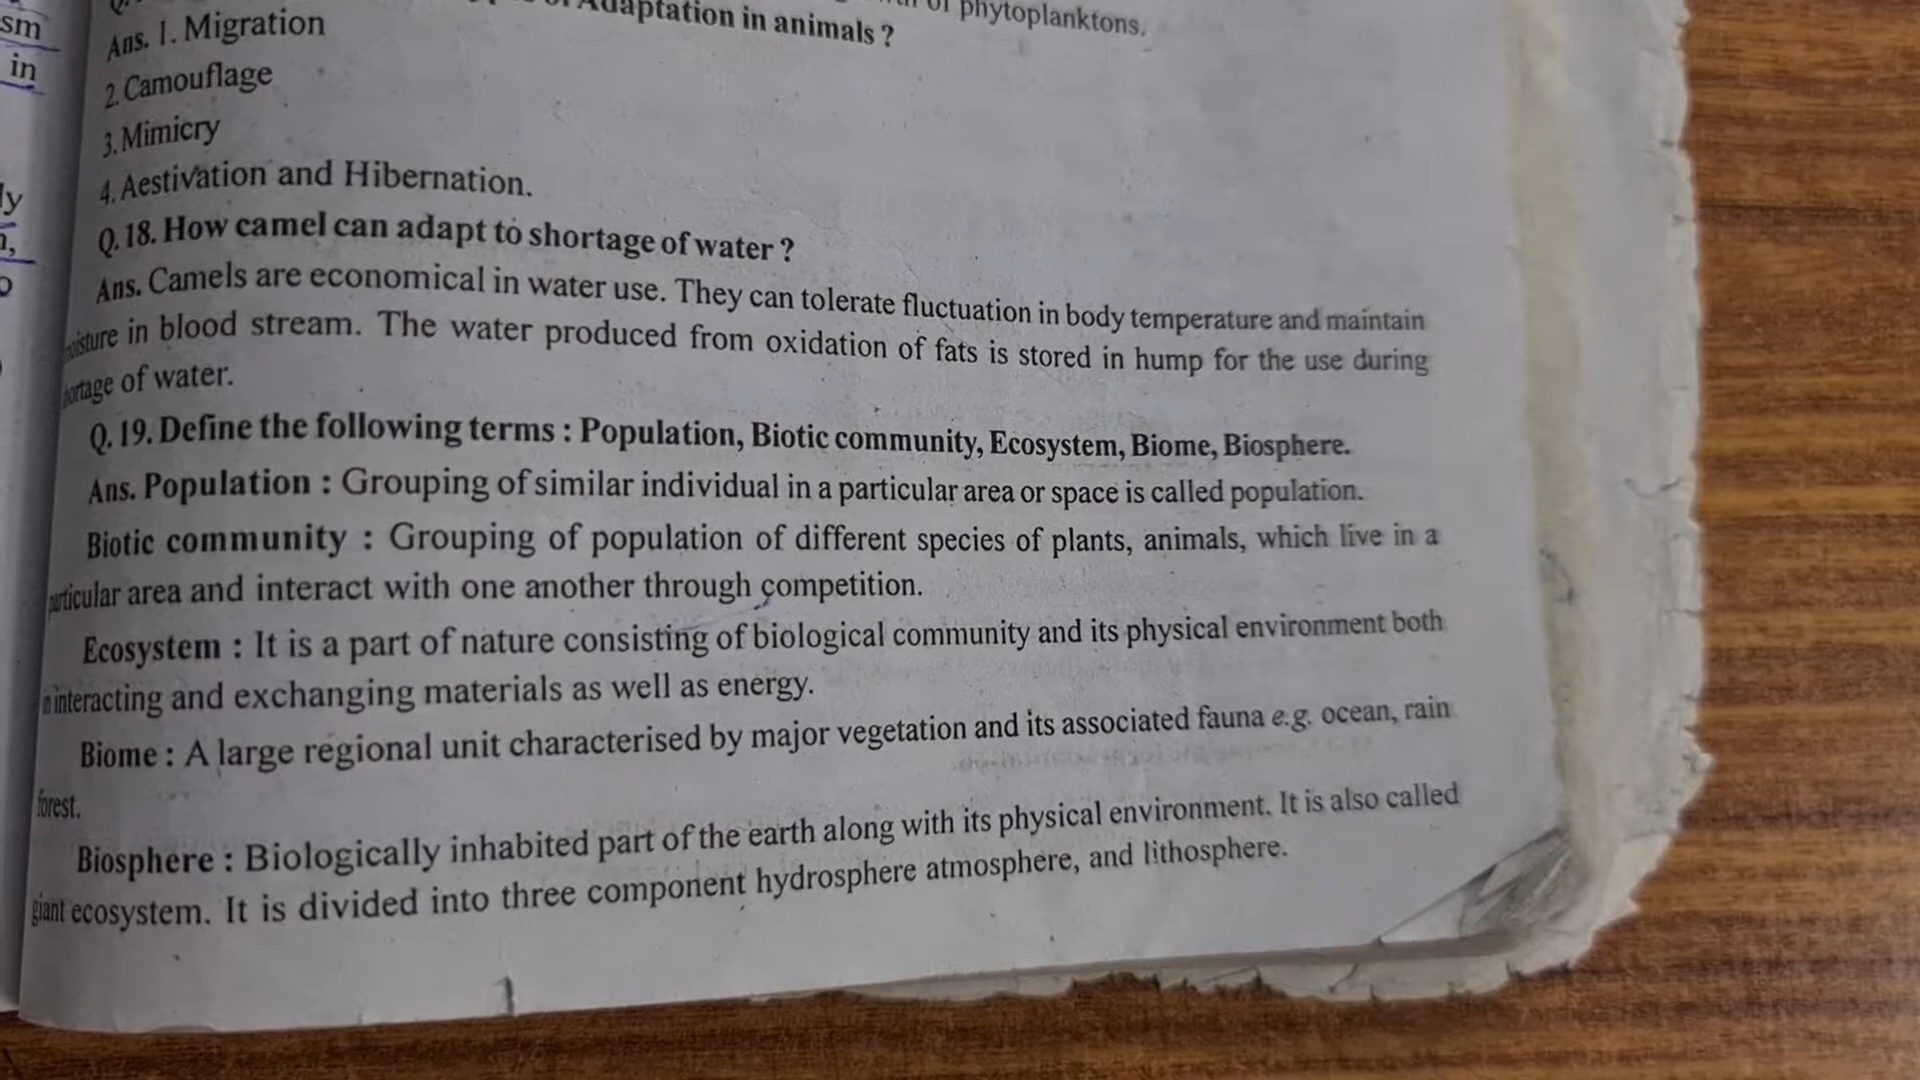 sm
in
of phytoplanktons.
Adaptation in animals ?
Ans. 1. Migration
2. Camouflage
3. Mimicry
4. Aestivation and Hibernation.
Q. 18. How camel can adapt to shortage of water ?
Ans. Camels are economical in water use. They can tolerate fluctuation in body temperature and maintain
in blood stream. The water produced from oxidation of fats is stored in hump for the use during
of water.
Q. 19. Define the following terms : Population, Biotic community, Ecosystem, Biome, Biosphere.
Ans. Population : Grouping of similar individual in a particular area or space is called population.
Biotic community : Grouping of population of different species of plants, animals, which live in a
area and interact with one another through competition.
Ecosystem : It is a part of nature consisting of biological community and its physical environment both
interacting and exchanging materials as well as energy.
Biome : A large regional unit characterised by major vegetation and its associated fauna e.g. ocean, rain
forest.
Biosphere : Biologically inhabited part of the earth along with its physical environment. It is also called
giant ecosystem. It is divided into three component hydrosphere atmosphere, and lithosphere.